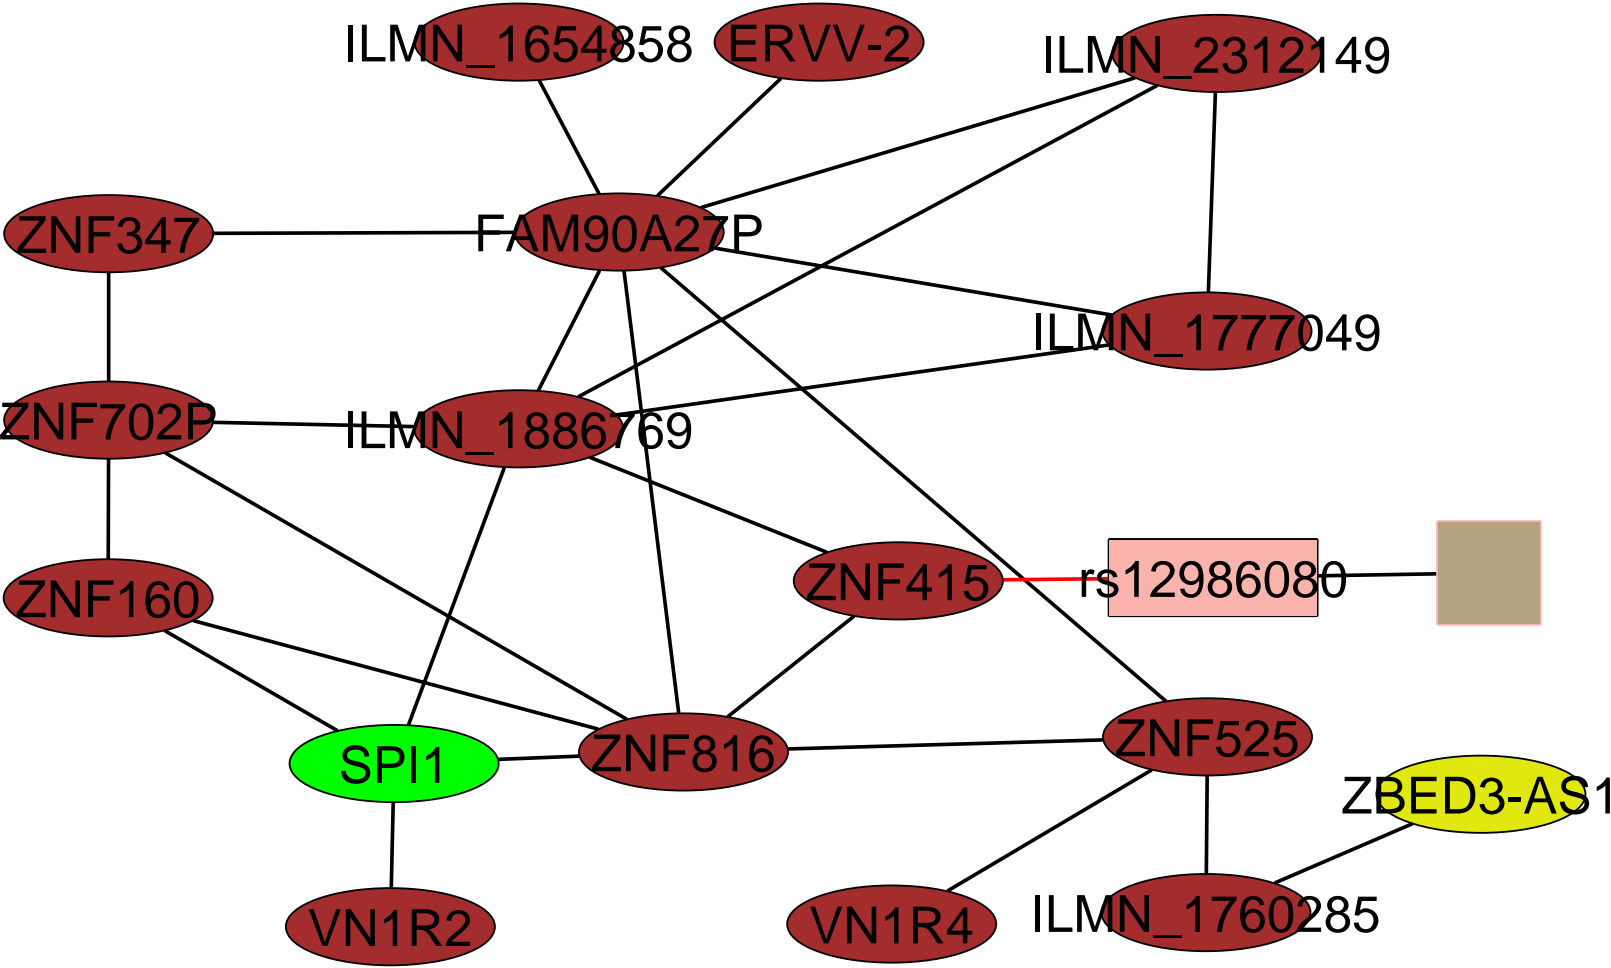 ILMN_1654858
ERVV-2
ILMN_2312149
ZNF347
FAM90A27P
ILMN_1777049
ZNF702P
ILMN_1886769
ZNF415
rs12986080
ZNF160
SPI1
ZNF816
ZNF525
ZBED3-AS1
VN1R2
VN1R4
ILMN_1760285